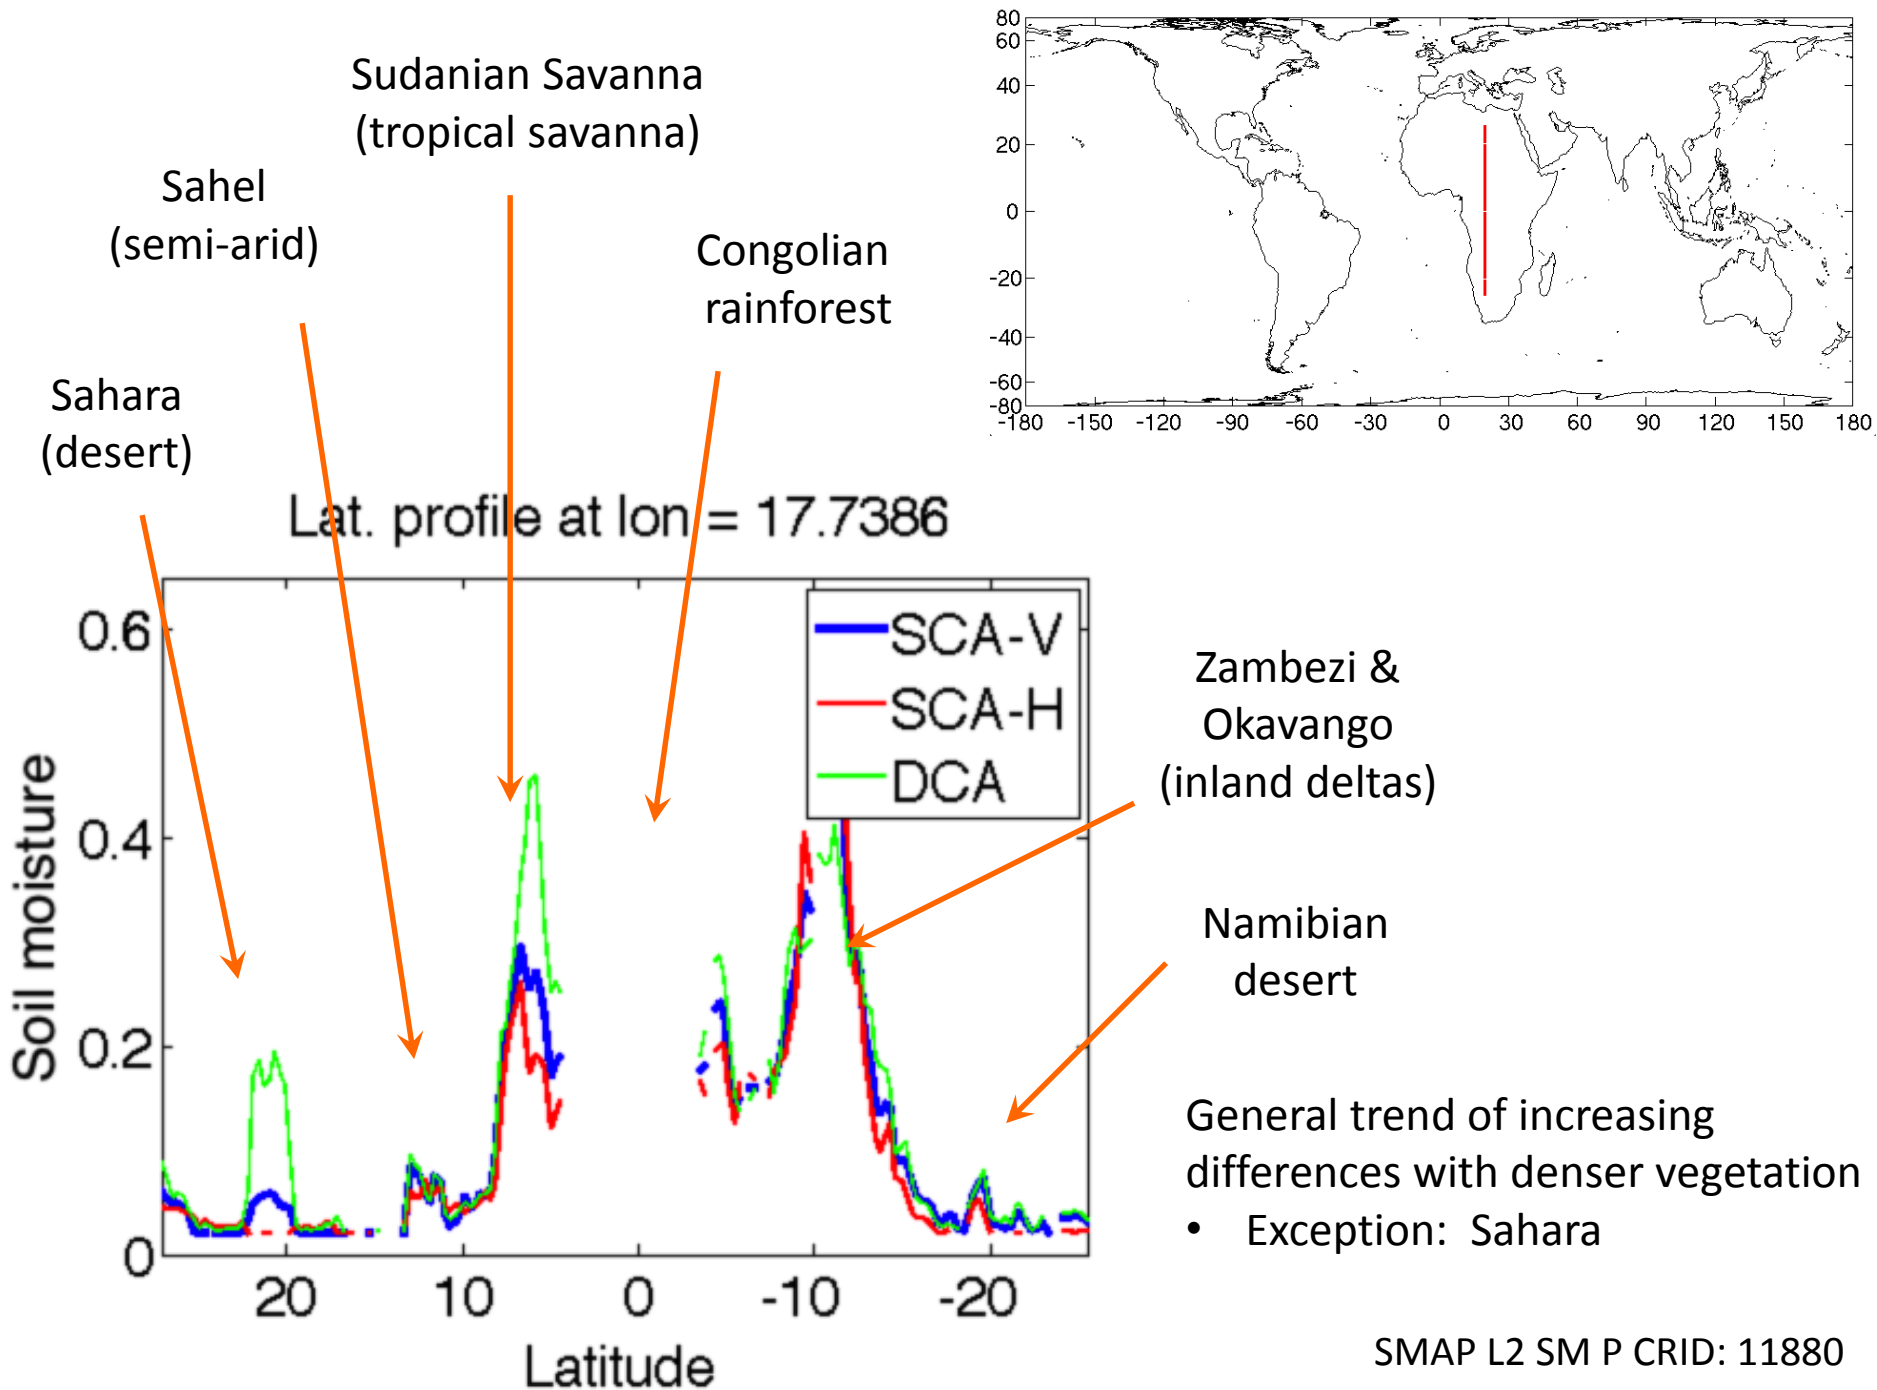 Sudanian Savanna
(tropical savanna)
Sahel
(semi-arid)
Congolian
rainforest
Sahara
(desert)
80
60
40
20
0
-20
-40
-60
-80
-180 -150 -120 -90 -60 -30 0 30 60 90 120 150 180
Lat. profile at lon = 17.7386
SCA-V
SCA-H
DCA
Soil moisture
0.6
0.4
0.2
0
20 10 0 -10 -20
Latitude
Zambezi &
Okavango
(inland deltas)
Namibian
desert
General trend of increasing
differences with denser vegetation
• Exception: Sahara
SMAP L2 SM P CRID: 11880